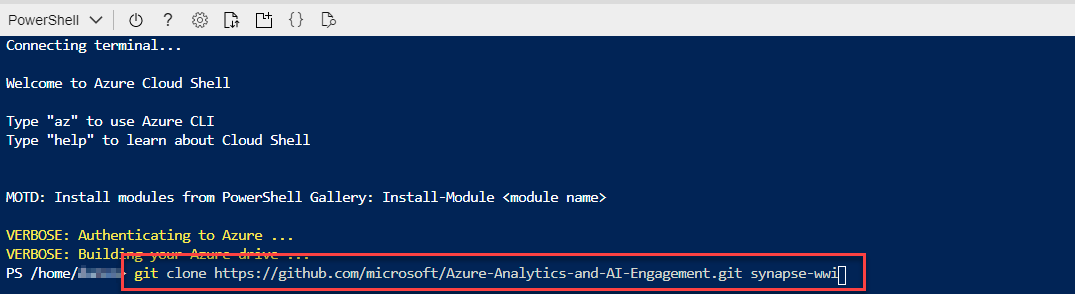 PowerShell
Connecting terminal...
Welcome to Azure Cloud Shell
Type "az" to use Azure CLI
Type "help" to learn about Cloud Shell
MOTD: Install modules from PowerShell Gallery: Install-Module <module name>
VERBOSE: Authenticating to Azure ...
VERBOSE: Building your Azure drive ...
PS /home/ git clone https://github.com/microsoft/Azure-Analytics-and-AI-Engagement.git synapse-wwi